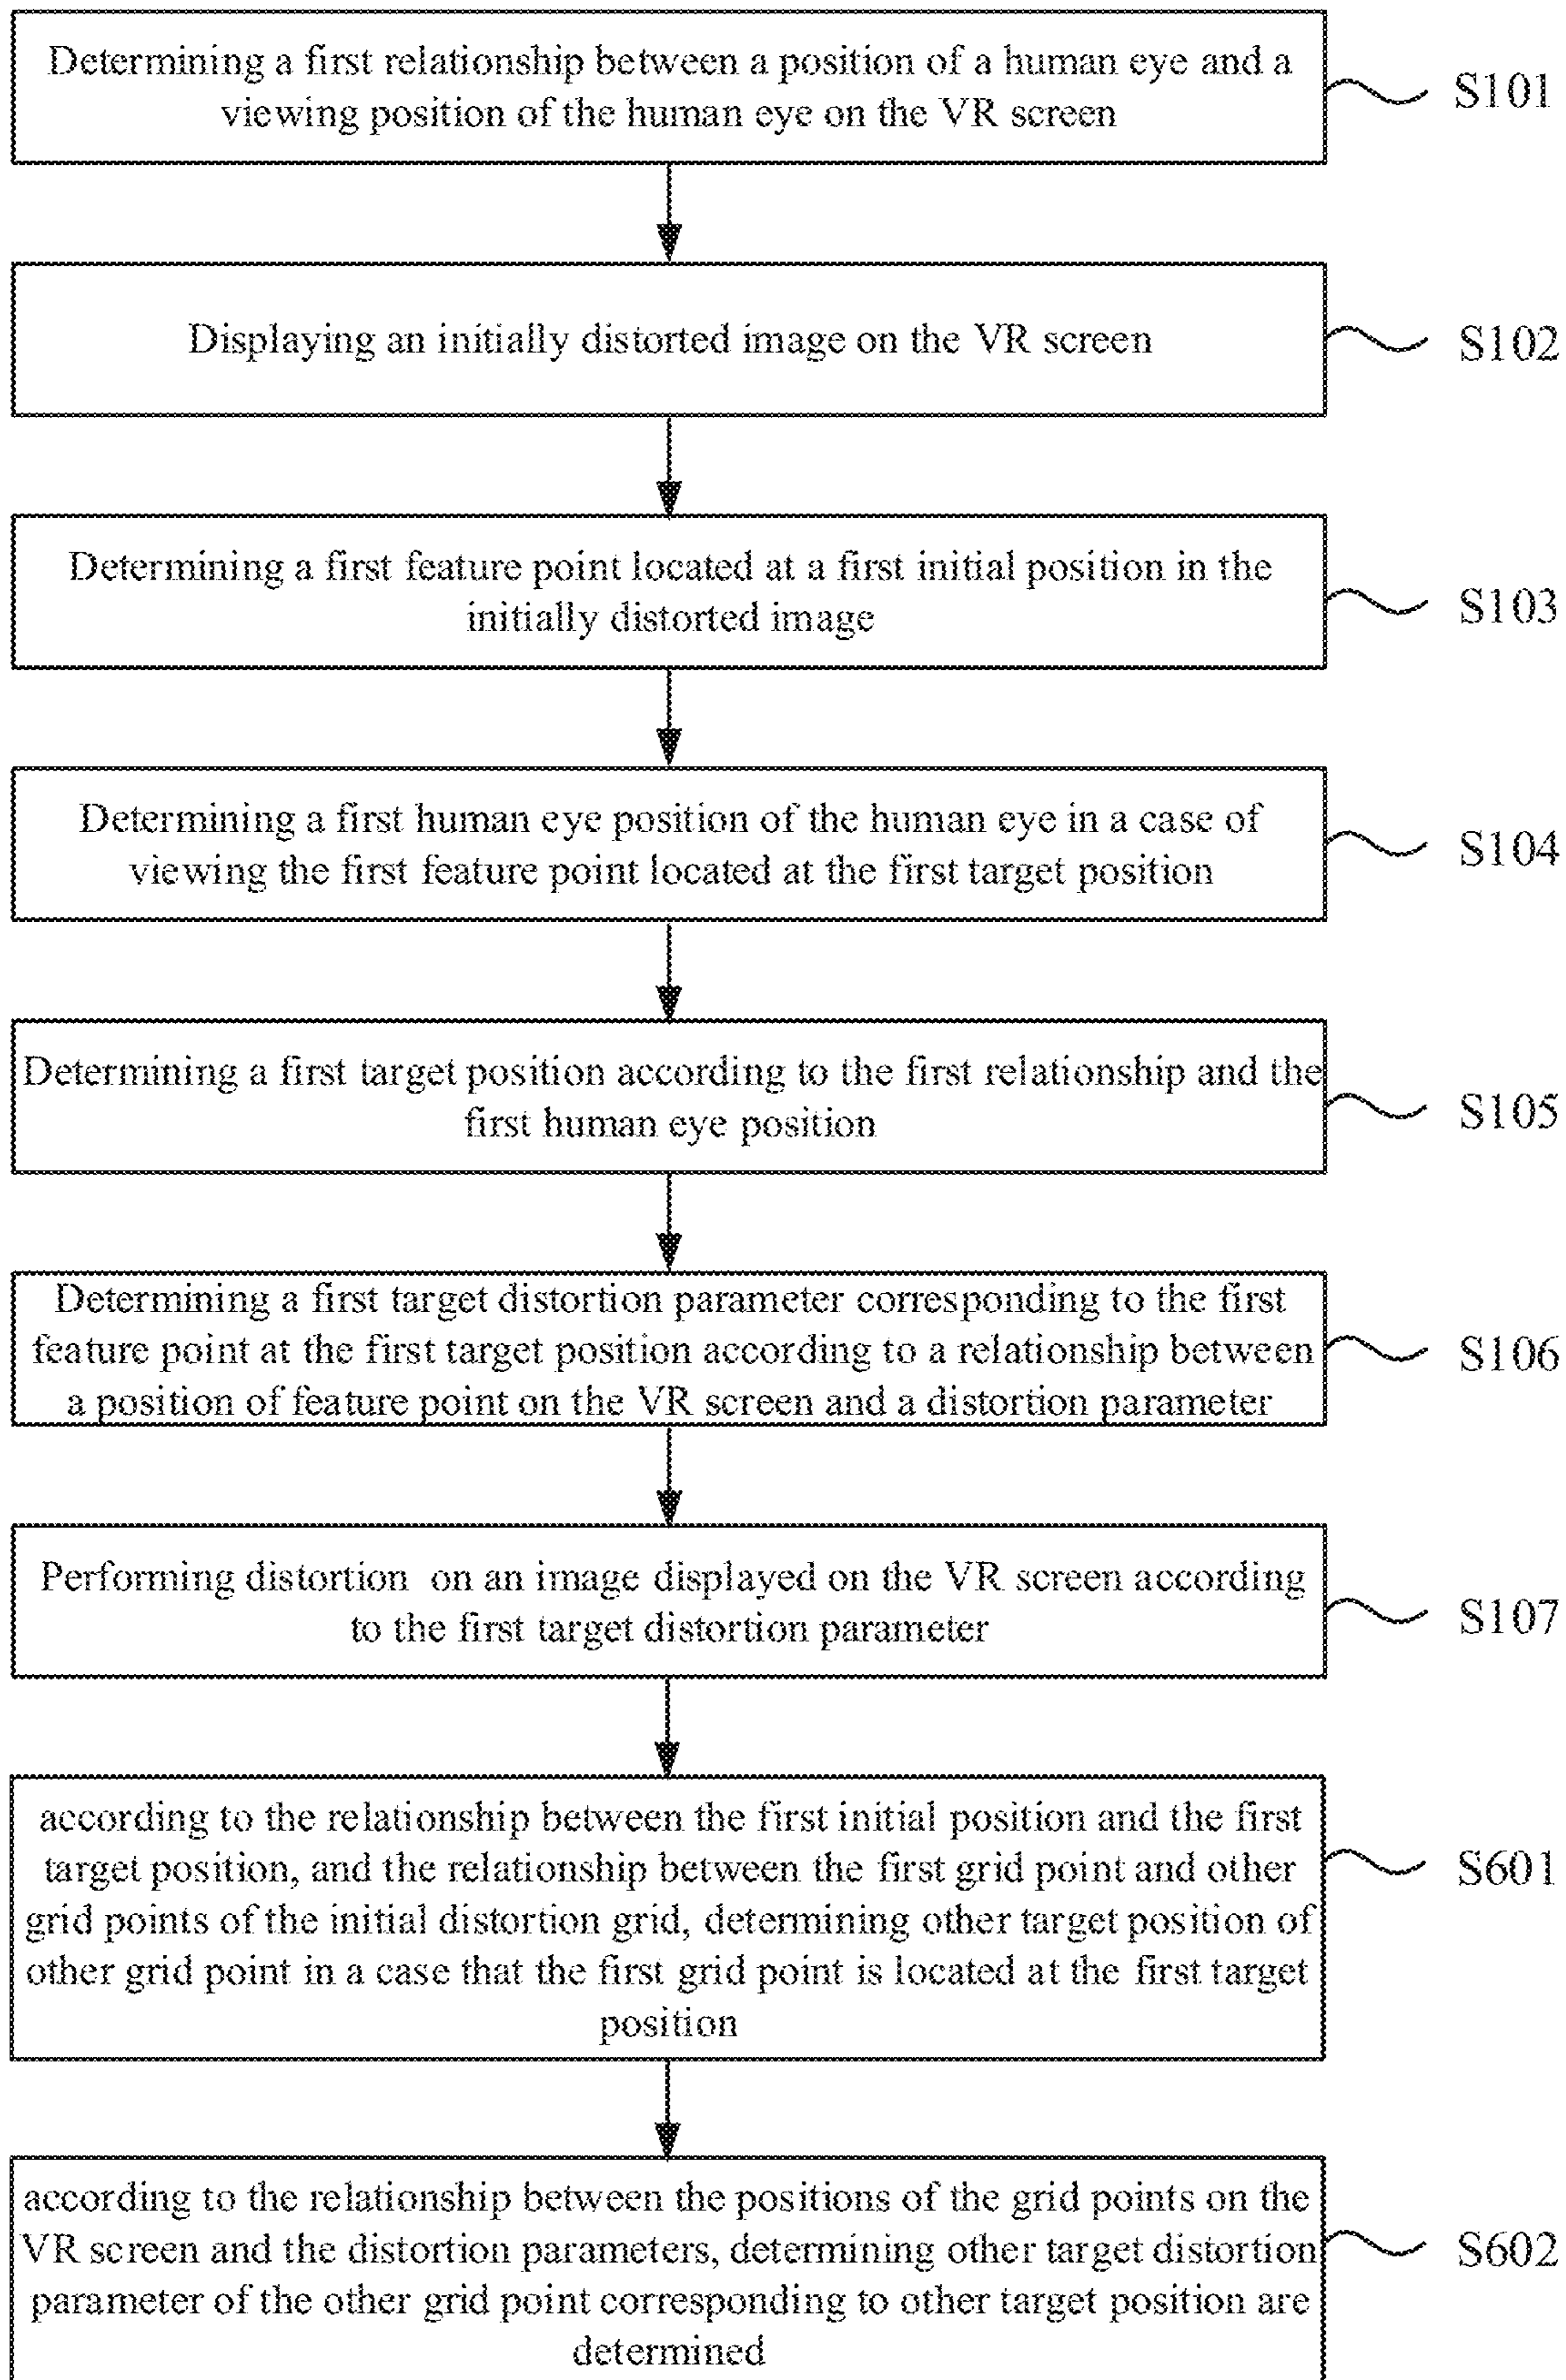 Determining a first relationship between a position of a human eye and a
viewing position of the human eye on the VR screen
S101
Displaying an initially distorted image on the VR screen
S102
Determining a first feature point located at a first initial position in the
initially distorted image
S103
Determining a first human eye position of the human eye in a case of
viewing the first feature point located at the first target position
S104
Determining a first target position according to the first relationship and the
first human eye position
S105
Determining a first target distortion parameter corresponding to the first
feature point at the first target position according to a relationship between
a position of feature point on the VR screen and a distortion parameter
S106
Performing distortion on an image displayed on the VR screen according
to the first target distortion parameter
S107
according to the relationship between the first initial position and the first
target position, and the relationship between the first grid point and other
grid points of the initial distortion grid, determining other target position of
other grid point in a case that the first grid point is located at the first target
position
S601
according to the relationship between the positions of the grid points on the
VR screen and the distortion parameters, determining other target distortion
parameter of the other grid point corresponding to other target position are
determined
S602